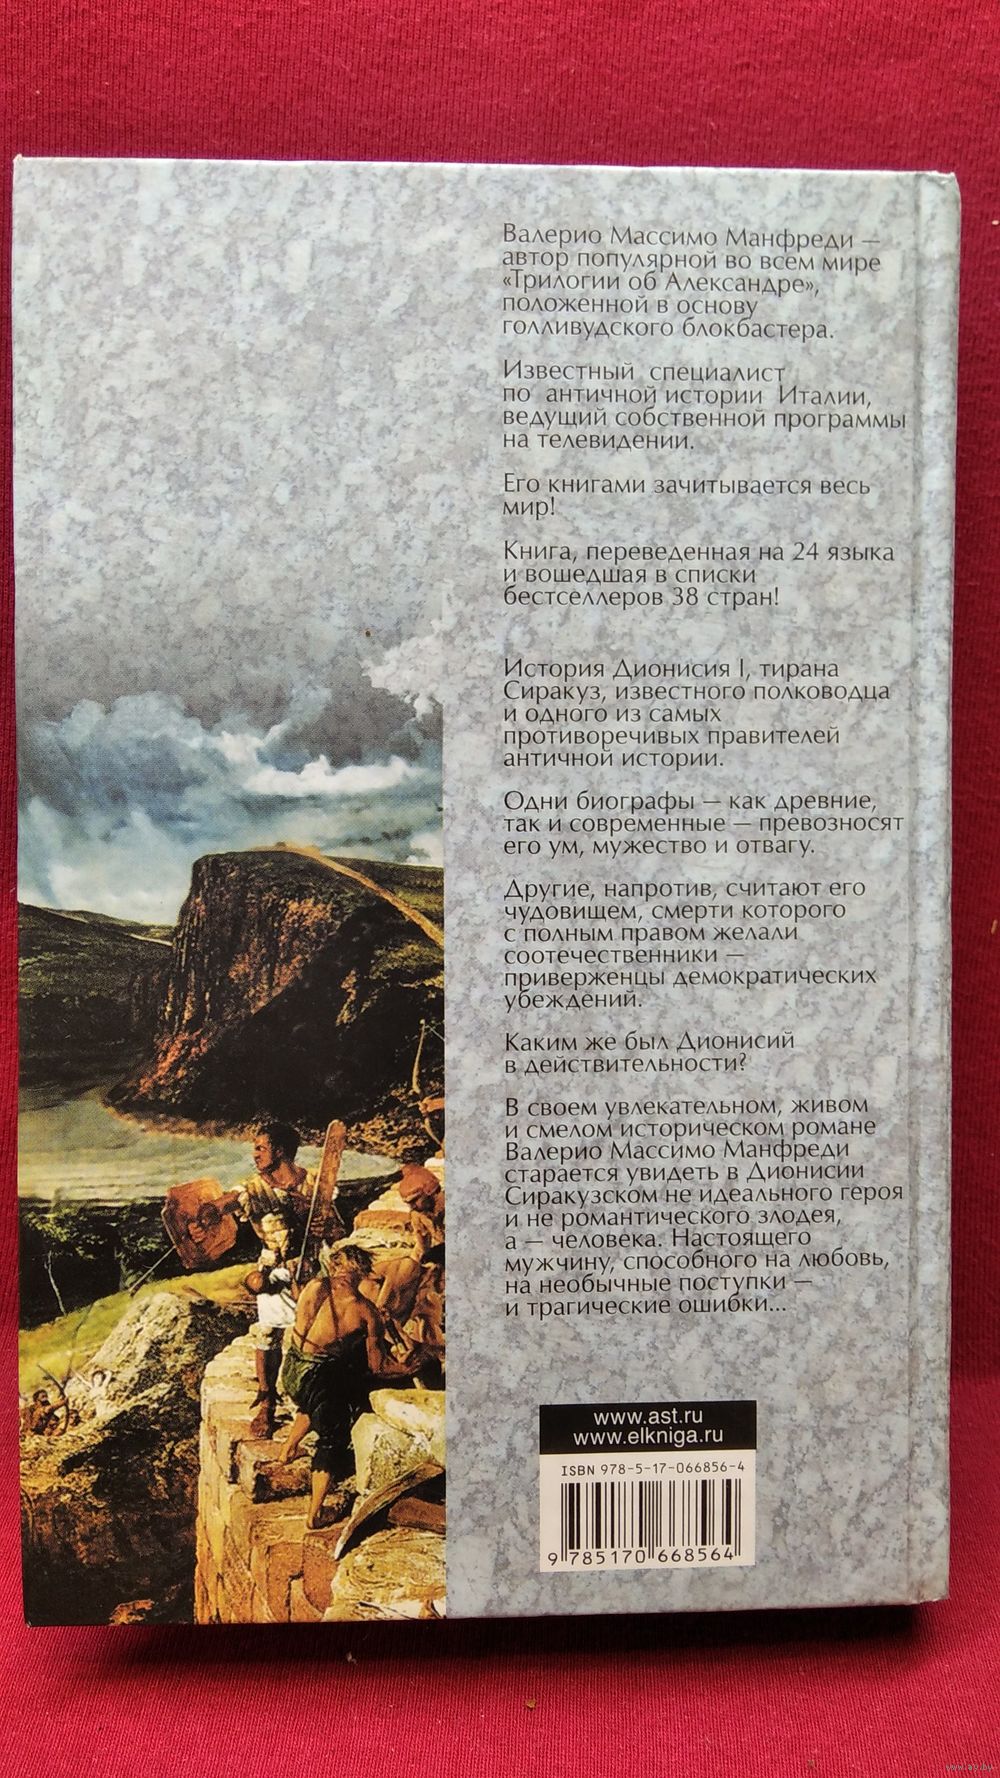 Валерио Массимо Манфреди —
автор популярной во всем мире
«Трилогии об Александре»,
положенной в основу
голливудского блокбастера.
Известный специалист
по античной истории Италии,
ведущий собственной программы
на телевидении.
Его книгами зачитывается весь
мир!
Книга, переведенная на 24 языка
и вошедшая в списки
бестселлеров 38 стран!
История Дионисия I, тирана
Сиракуз, известного полководца
и одного из самых
противоречивых правителей
античной истории.
Одни биографы — как древние,
так и современные — превозносят
его ум, мужество и отвагу.
Другие, напротив, считают его
чудовищем, смерти которого
с полным правом желали
соотечественники —
приверженцы демократических
убеждений.
Каким же был Дионисий
в действительности?
В своем увлекательном, живом
и смелом историческом романе
Валерио Массимо Манфреди
старается увидеть в Дионисии
Сиракузском не идеального героя
и не романтического злодея,
а — человека. Настоящего
мужчину, способного на любовь,
на необычные поступки —
и трагические ошибки...
www.ast.ru
www.elkniga.ru
ISBN 978-5-17-066856-4
9 785170 668564